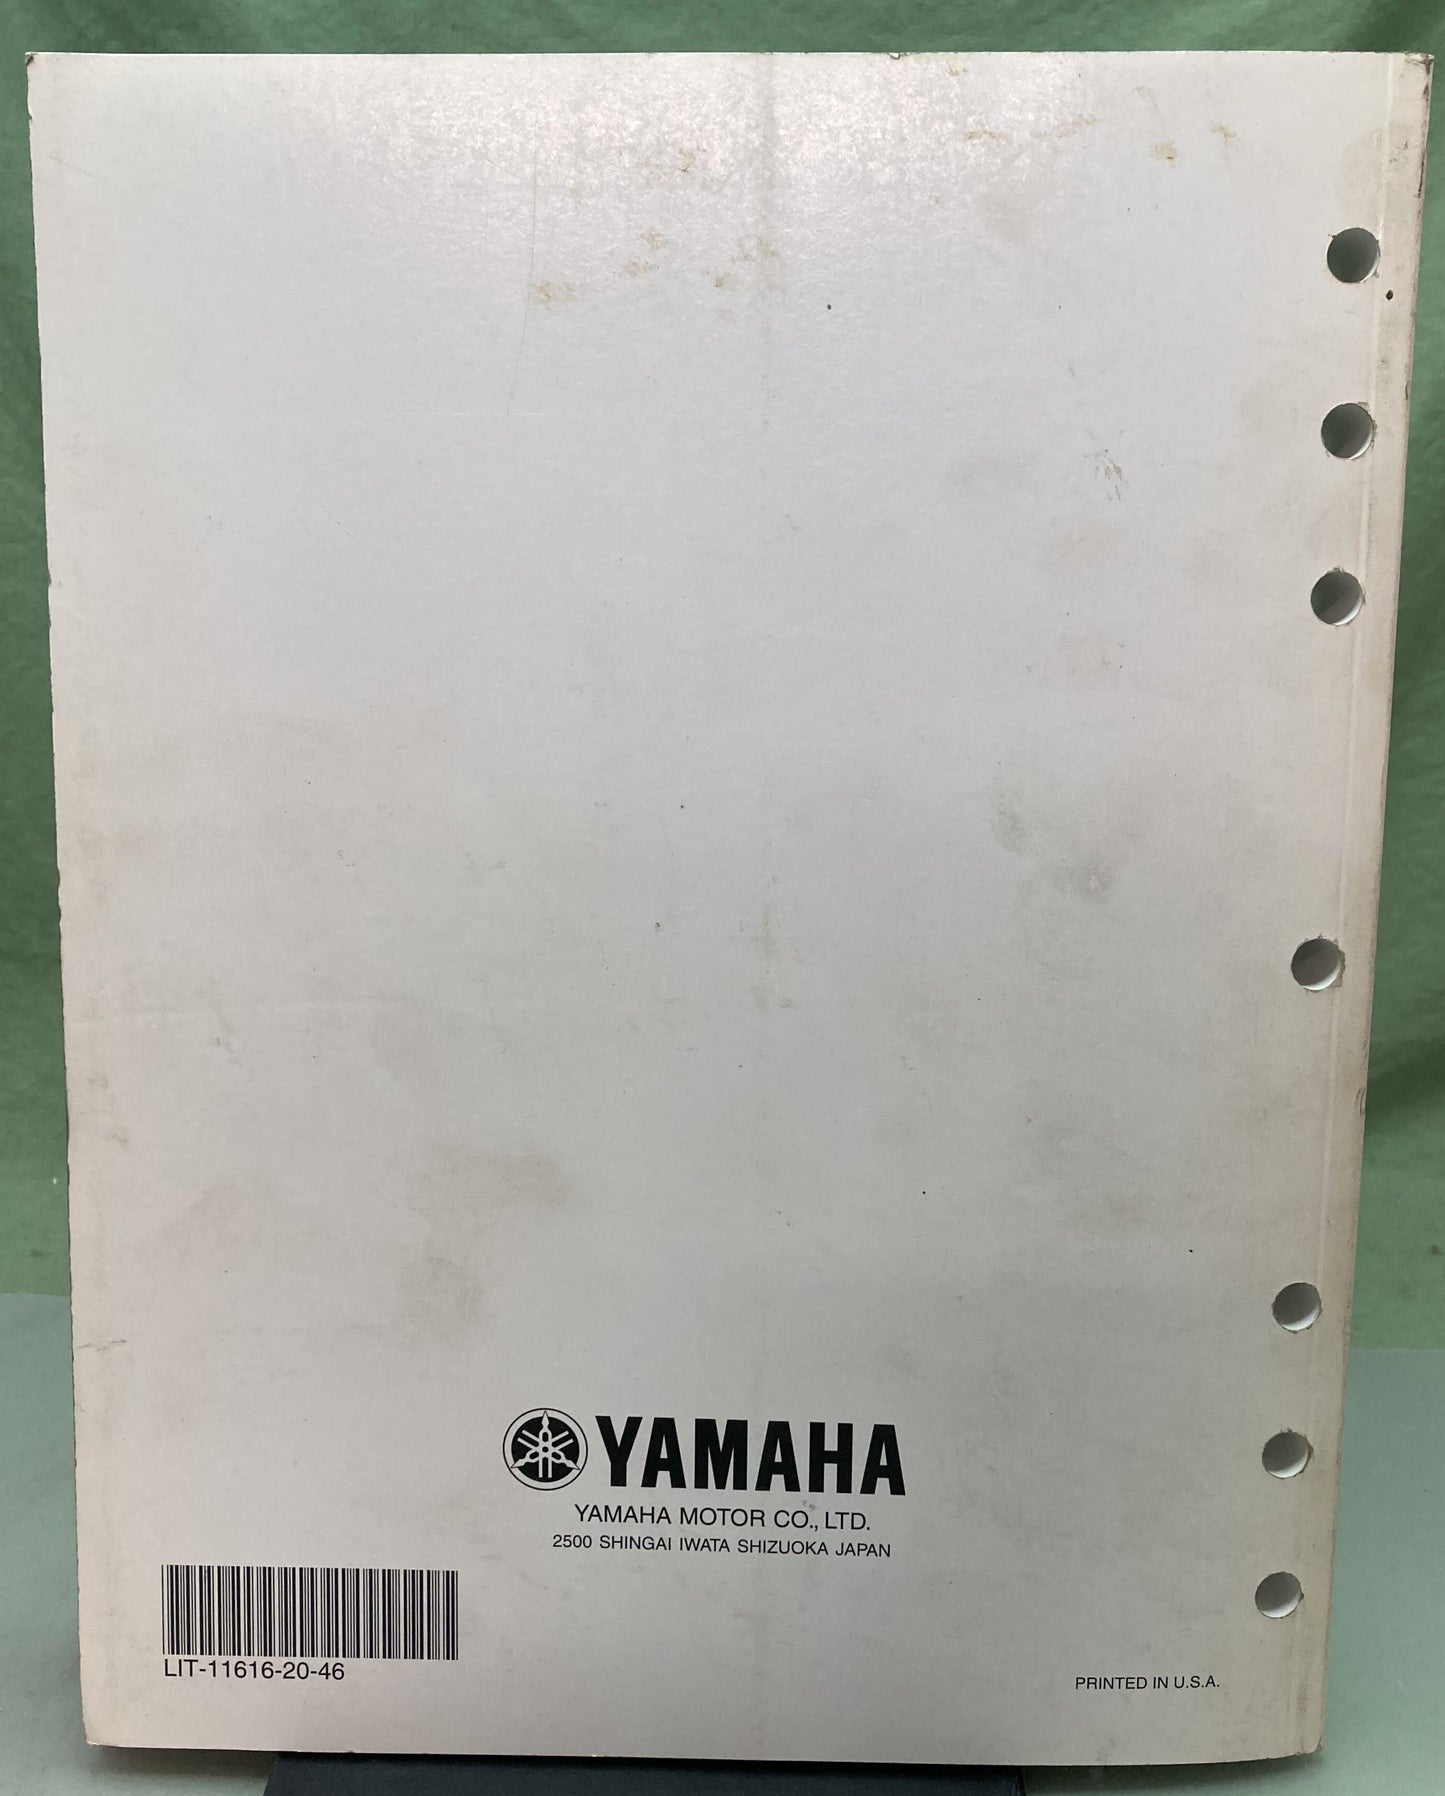 YAMAHA
YAMAHA MOTOR CO., LTD.
2500 SHINGAI IWATA SHIZUOKA JAPAN
LIT-11616-20-46
PRINTED IN U.S.A.